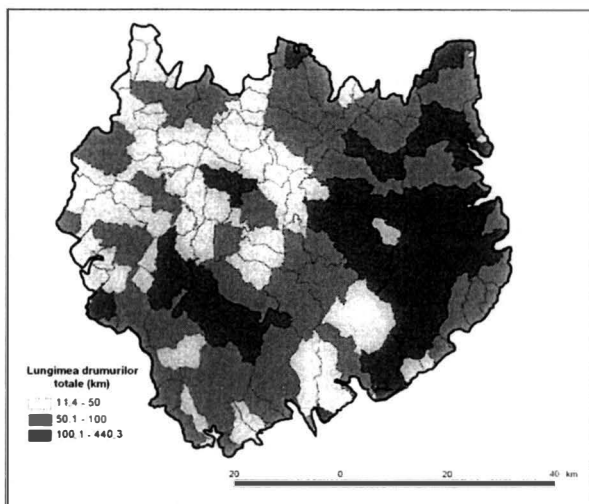 Lungimea drumurilor
totale (km)
11.4 - 50
50.1 - 100
100.1 - 440.3
20 0 20 40 km